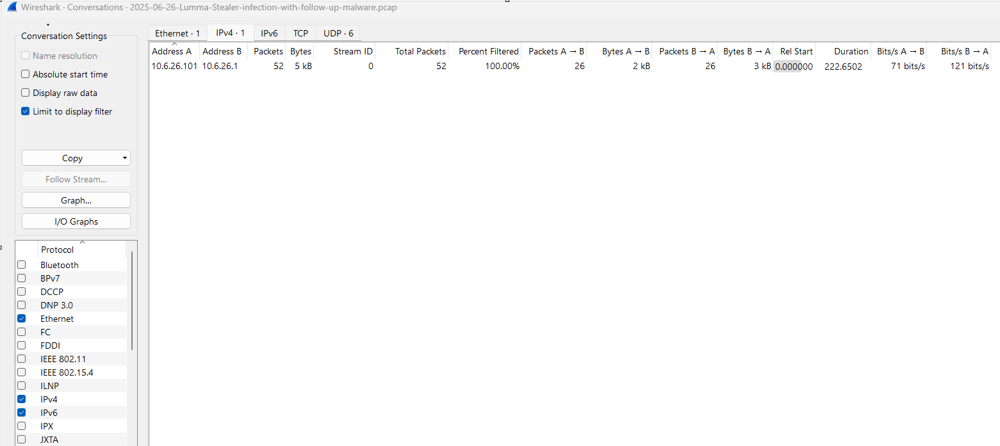 Wireshark · Conversations · 2025-06-26-Lumma-Stealer-infection-with-follow-up-malware.pcap
Conversation Settings
Name resolution
Absolute start time
Display raw data
Limit to display filter
Copy
Follow Stream...
Graph...
I/O Graphs
Protocol
Bluetooth
BPv7
DCCP
DNP 3.0
Ethernet
FC
FDDI
IEEE 802.11
IEEE 802.15.4
ILNP
IPv4
IPv6
IPX
JXTA
Ethernet · 1 IPv4 · 1 IPv6 TCP UDP · 6
Address A Address B Packets Bytes Stream ID Total Packets Percent Filtered Packets A → B Bytes A → B Packets B → A Bytes B → A Rel Start Duration Bits/s A → B Bits/s B → A
10.6.26.101 10.6.26.1 52 5 kB 0 52 100.00% 26 2 kB 26 3 kB 0.000000 222.6502 71 bits/s 121 bits/s